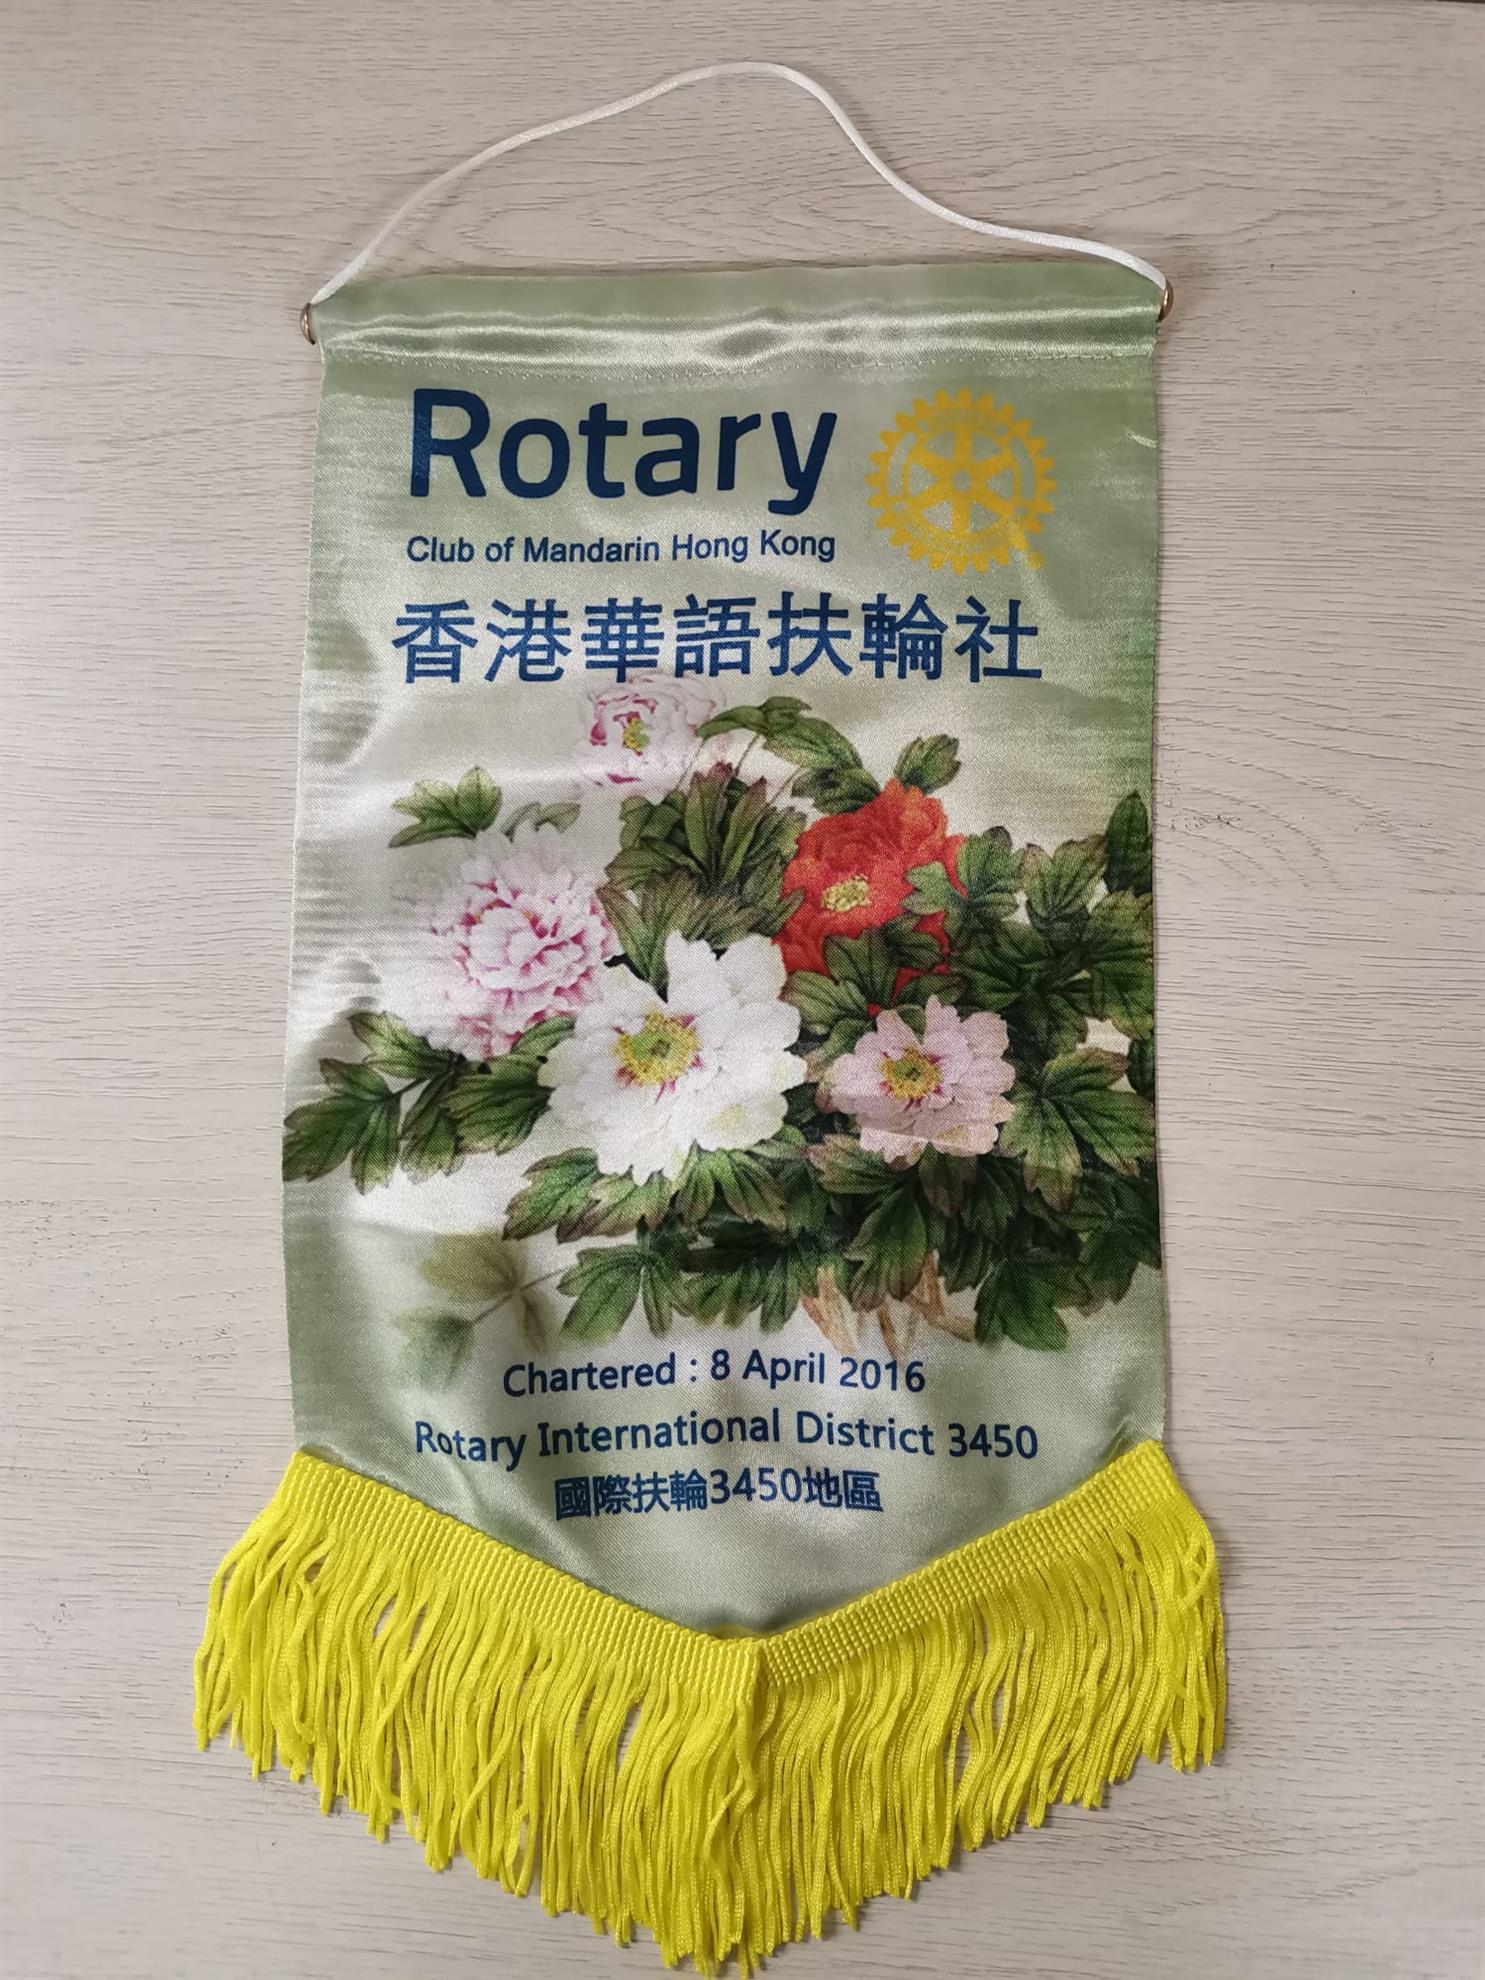 Rotary
Club of Mandarin Hong Kong
香港華語扶輪社
Chartered : 8 April 2016
Rotary International District 3450
國際扶輪3450地區